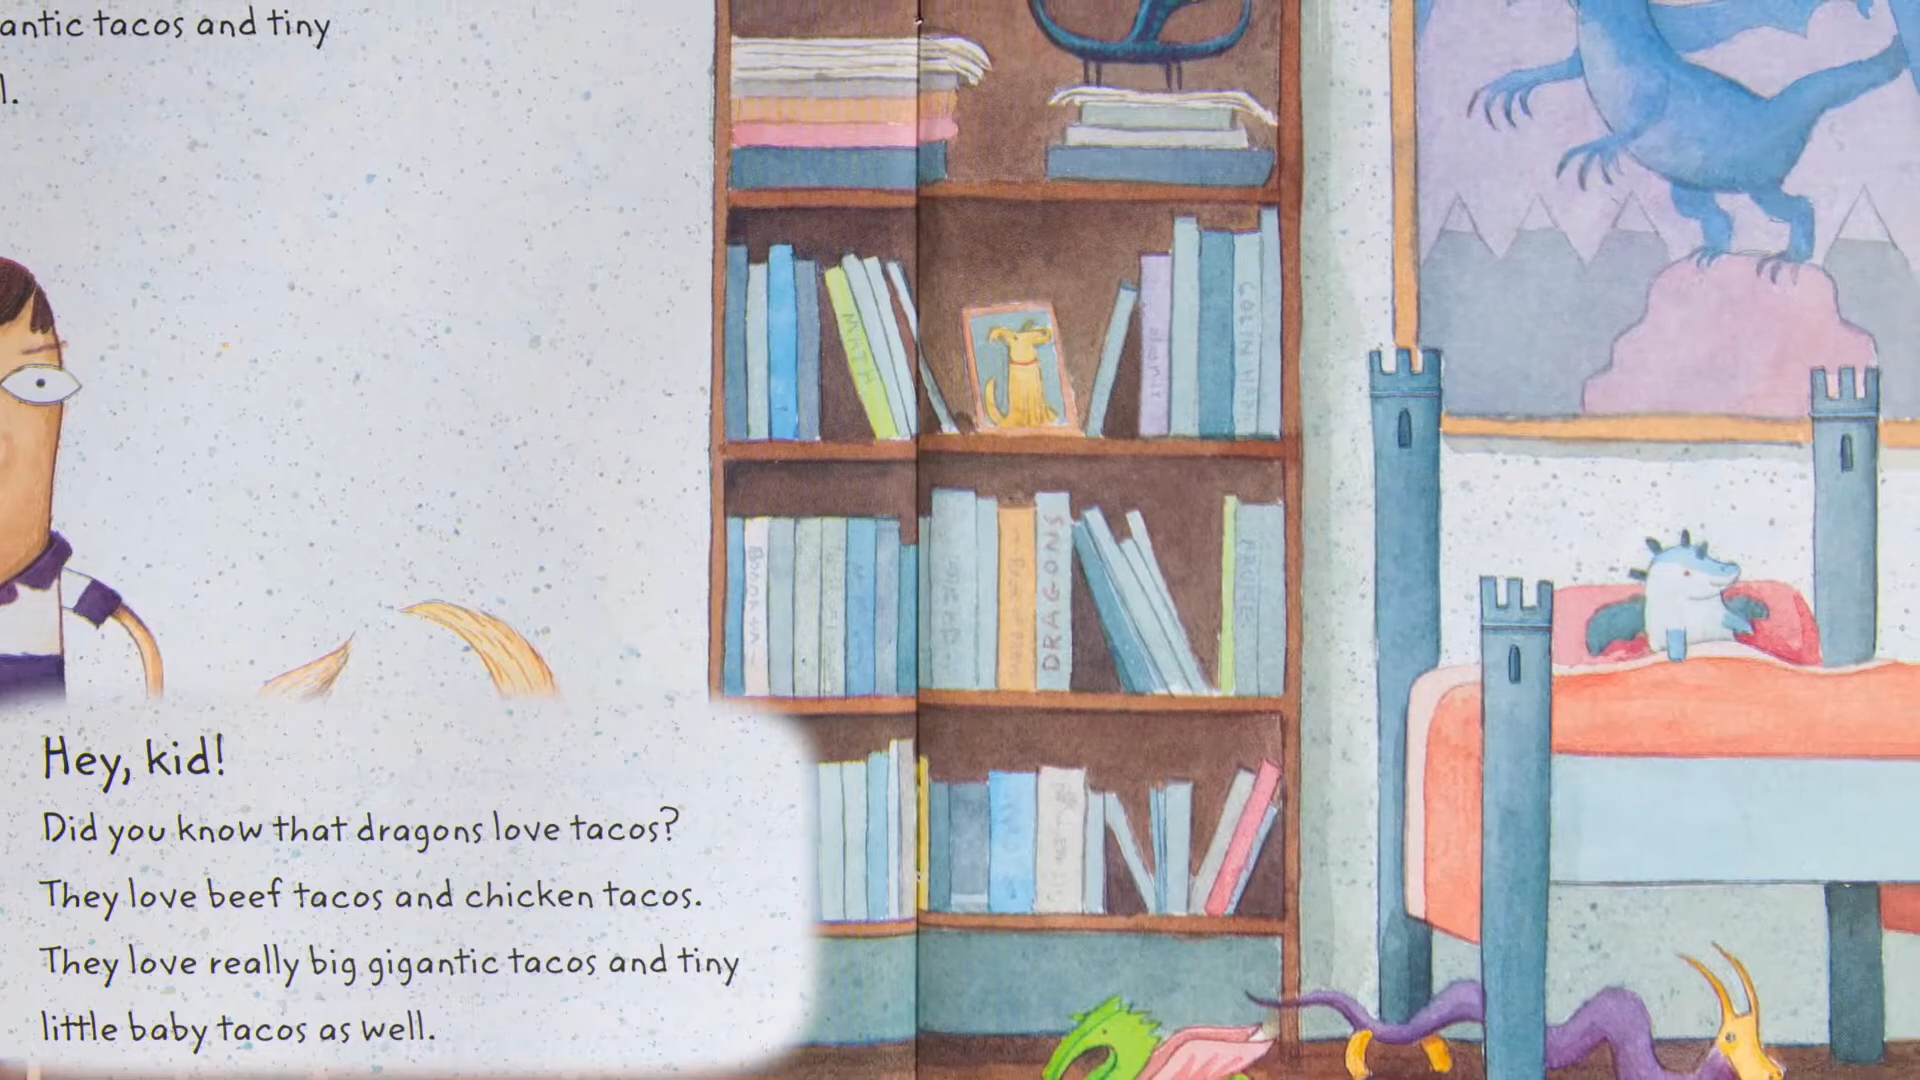 antic tacos and tiny
l.
MATH
DRAGONS
Hey, kid!
Did you know that dragons love tacos?
They love beef tacos and chicken tacos.
They love really big gigantic tacos and tiny
little baby tacos as well.